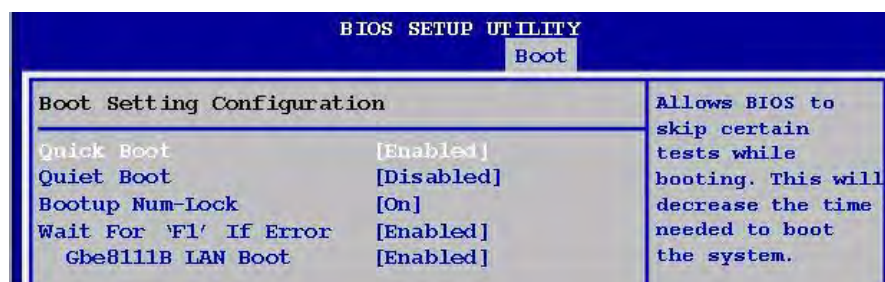 BIOS SETUP UTILITY
Boot
Boot Setting Configuration
Quick Boot [Enabled]
Quiet Boot [Disabled]
Bootup Num-Lock [On]
Wait For 'F1' If Error [Enabled]
Gbe8111B LAN Boot [Enabled]
Allows BIOS to
skip certain
tests while
booting. This will
decrease the time
needed to boot
the system.